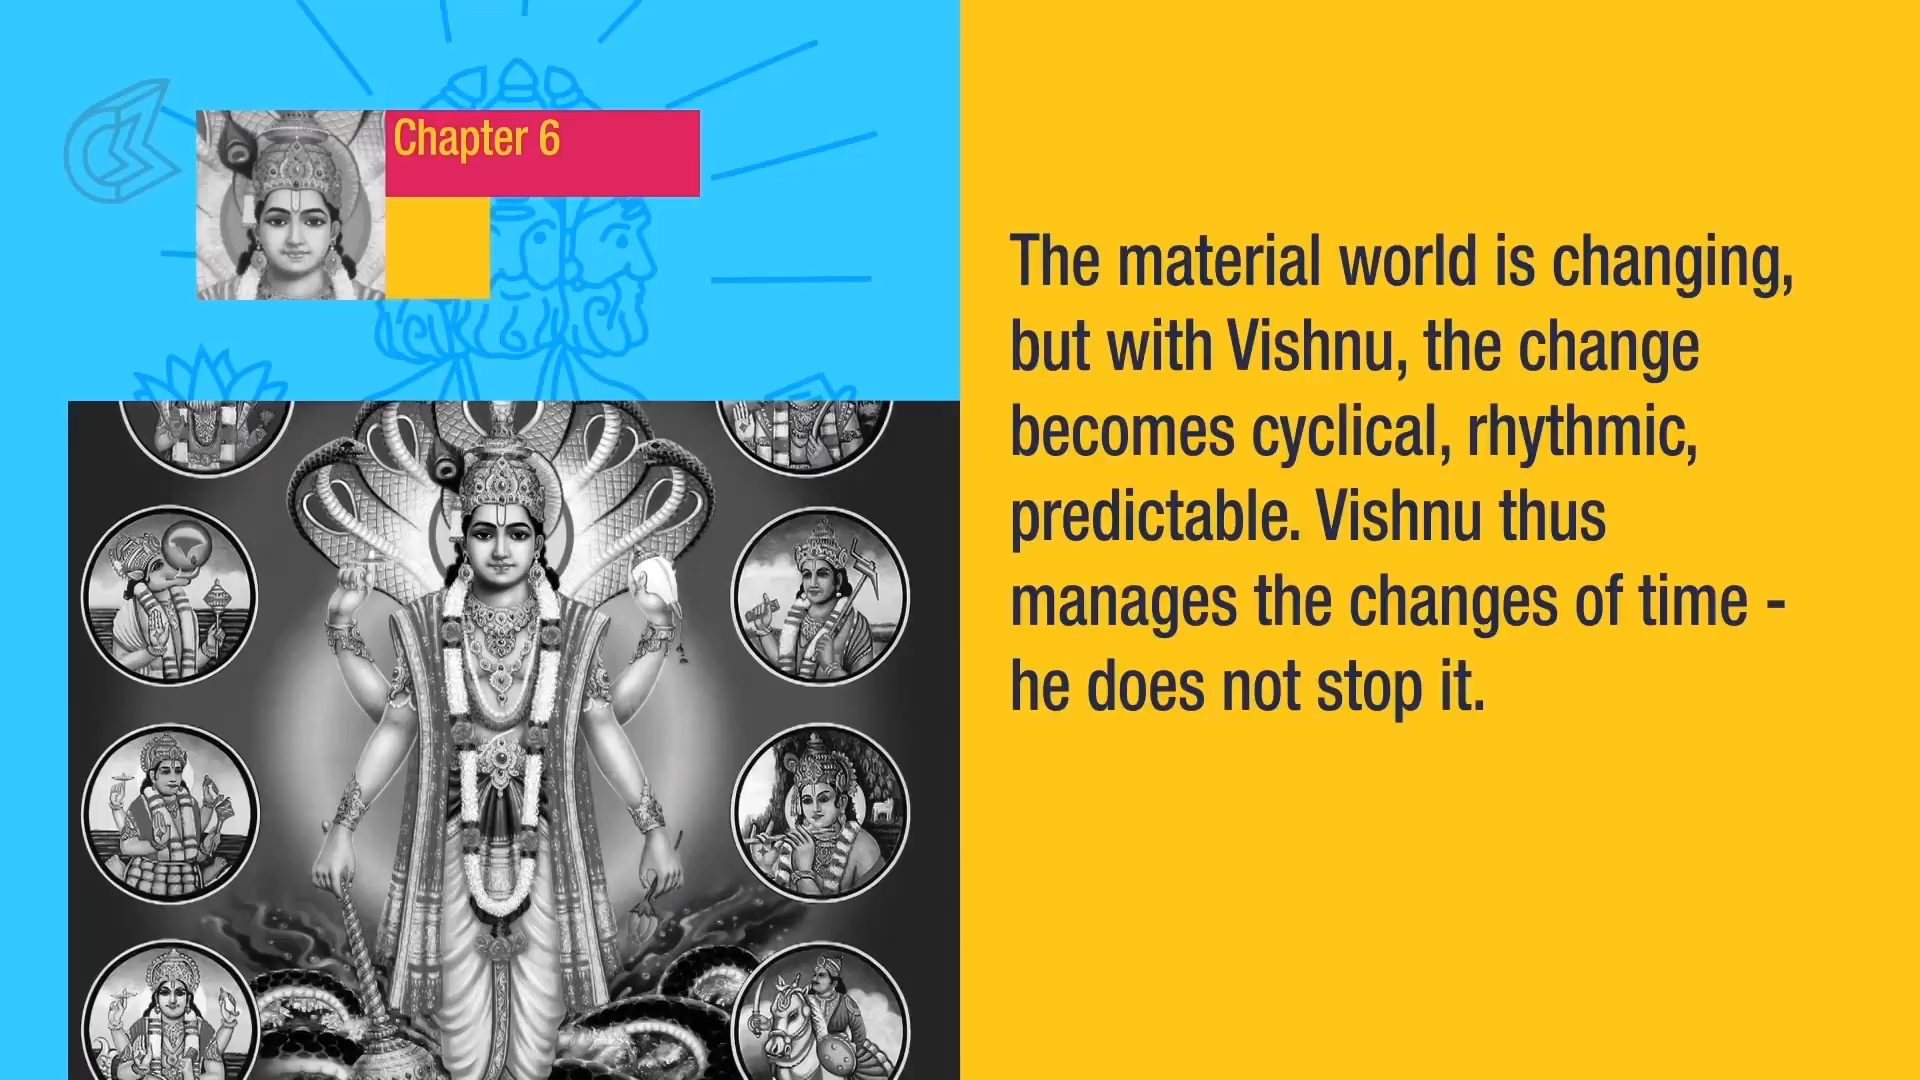 Chapter 6
The material world is changing,
but with Vishnu, the change
becomes cyclical, rhythmic,
predictable. Vishnu thus
manages the changes of time -
he does not stop it.